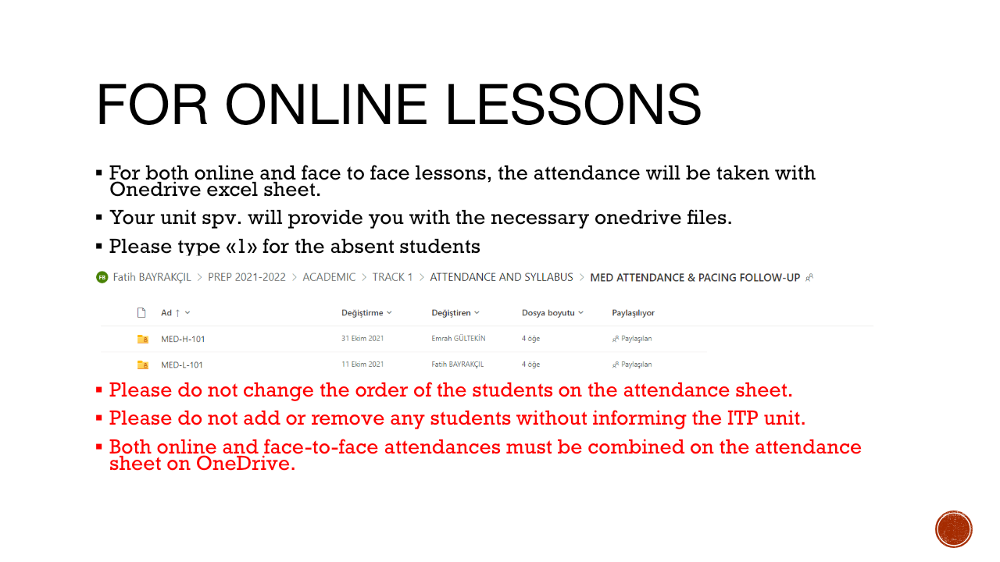 FOR ONLINE LESSONS
▪ For both online and face to face lessons, the attendance will be taken with
Onedrive excel sheet.
▪ Your unit spv. will provide you with the necessary onedrive files.
▪ Please type «1» for the absent students
FB Fatih BAYRAKÇIL > PREP 2021-2022 > ACADEMIC > TRACK 1 > ATTENDANCE AND SYLLABUS > MED ATTENDANCE & PACING FOLLOW-UP
Ad ↑ Değiştirme Değiştiren Dosya boyutu Paylaşılıyor
MED-H-101 31 Ekim 2021 Emrah GÜLTEKİN 4 öğe Paylaşılan
MED-L-101 11 Ekim 2021 Fatih BAYRAKÇIL 4 öğe Paylaşılan
▪ Please do not change the order of the students on the attendance sheet.
▪ Please do not add or remove any students without informing the ITP unit.
▪ Both online and face-to-face attendances must be combined on the attendance
sheet on OneDrive.